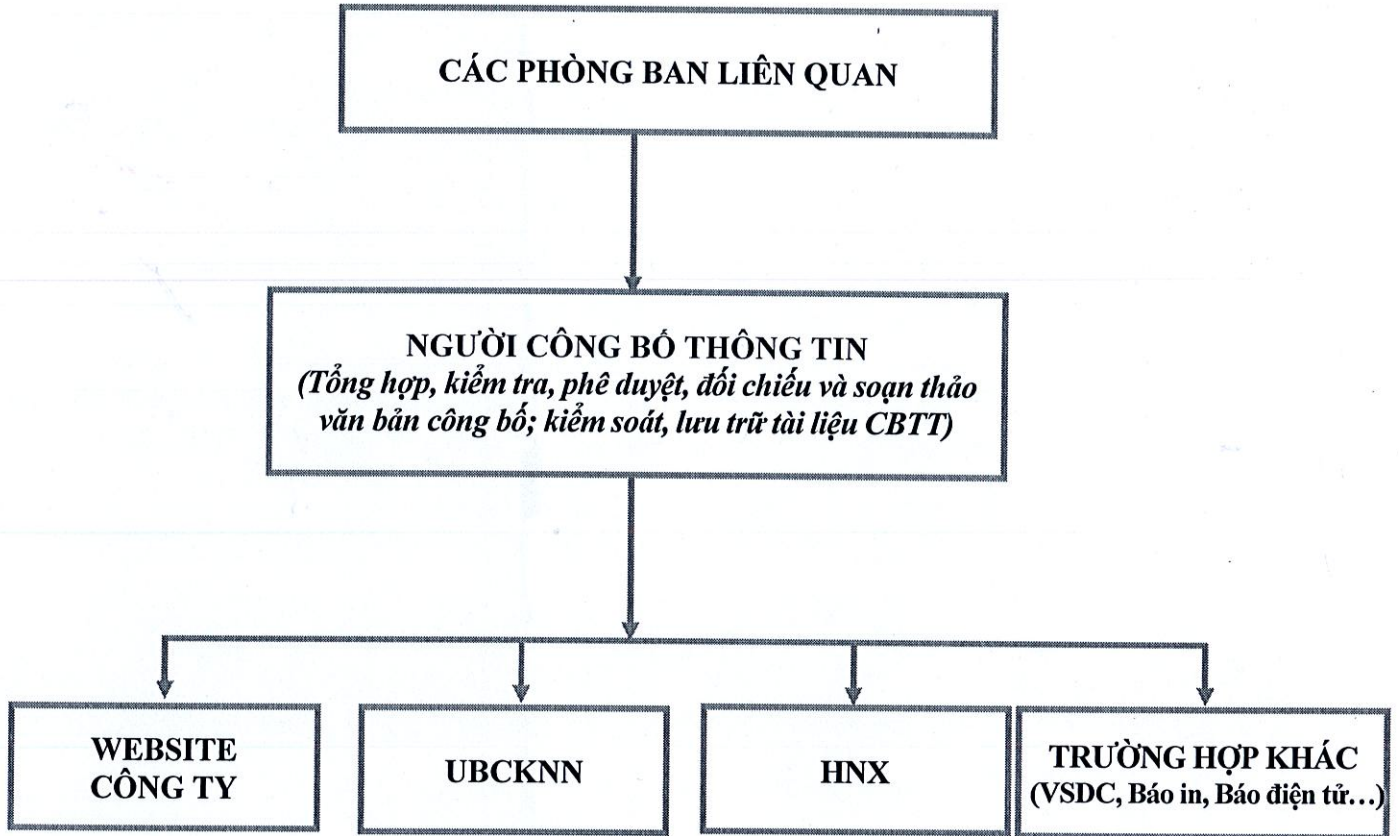 CÁC PHÒNG BAN LIÊN QUAN
NGƯỜI CÔNG BỐ THÔNG TIN
(Tổng hợp, kiểm tra, phê duyệt, đối chiếu và soạn thảo
văn bản công bố; kiểm soát, lưu trữ tài liệu CBTT)
WEBSITE
CÔNG TY
UBCKNN
HNX
TRƯỜNG HỢP KHÁC
(VSDC, Báo in, Báo điện tử…)